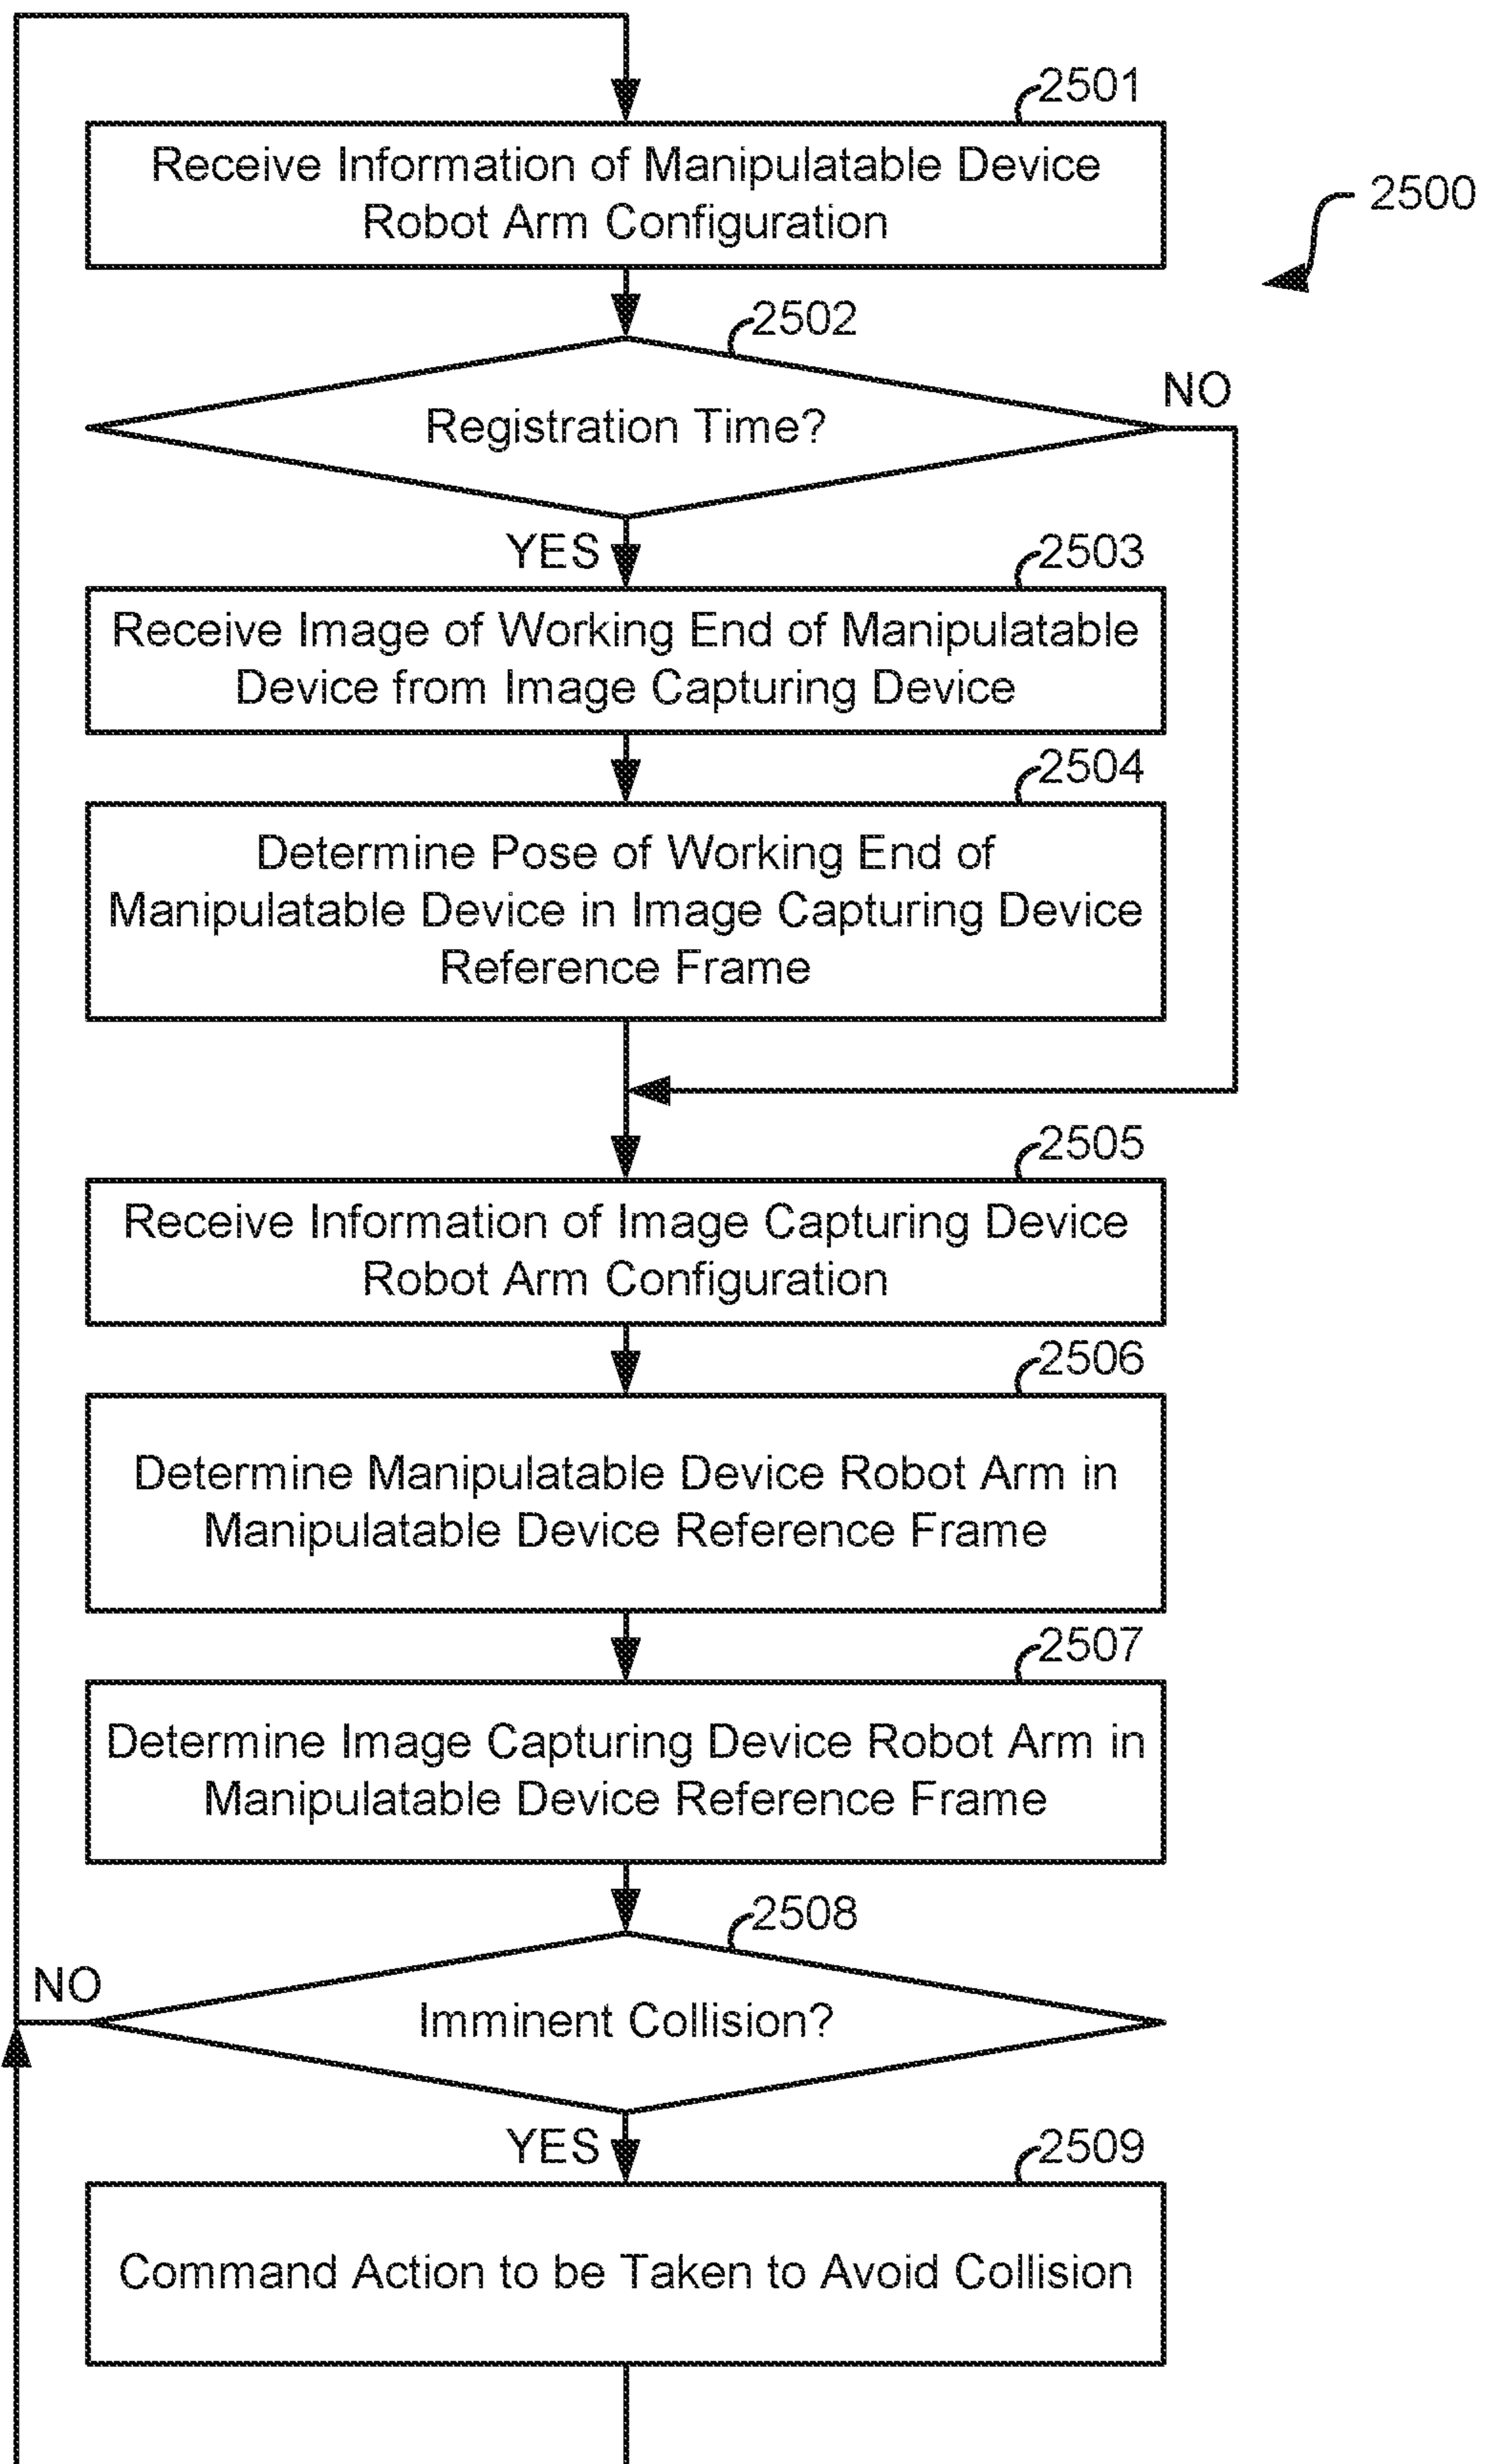 2501
Receive Information of Manipulatable Device
Robot Arm Configuration
2500
2502
Registration Time?
NO
YES
2503
Receive Image of Working End of Manipulatable
Device from Image Capturing Device
2504
Determine Pose of Working End of
Manipulatable Device in Image Capturing Device
Reference Frame
2505
Receive Information of Image Capturing Device
Robot Arm Configuration
2506
Determine Manipulatable Device Robot Arm in
Manipulatable Device Reference Frame
2507
Determine Image Capturing Device Robot Arm in
Manipulatable Device Reference Frame
2508
NO
Imminent Collision?
YES
2509
Command Action to be Taken to Avoid Collision